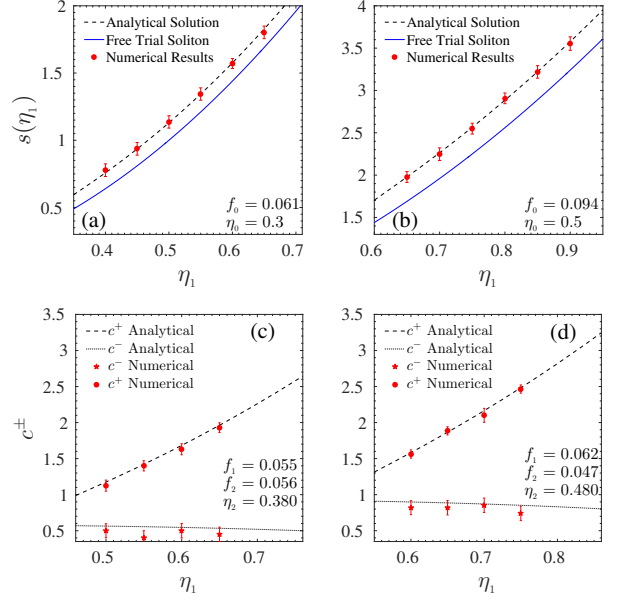 2
1.5
1
0.5
s(η₁)
Analytical Solution
Free Trial Soliton
Numerical Results
(a)
f₀ = 0.061
η₀ = 0.3
0.4 0.5 0.6 0.7
η₁
4
3.5
3
2.5
2
1.5
Analytical Solution
Free Trial Soliton
Numerical Results
(b)
f₀ = 0.094
η₀ = 0.5
0.6 0.7 0.8 0.9
η₁
3.5
3
2.5
2
1.5
1
0.5
c±
c⁺ Analytical
c⁻ Analytical
c⁻ Numerical
c⁺ Numerical
(c)
f₁ = 0.055
f₂ = 0.056
η₂ = 0.380
0.5 0.6 0.7
η₁
3.5
3
2.5
2
1.5
1
0.5
c⁺ Analytical
c⁻ Analytical
c⁻ Numerical
c⁺ Numerical
(d)
f₁ = 0.062
f₂ = 0.047
η₂ = 0.480
0.6 0.7 0.8
η₁